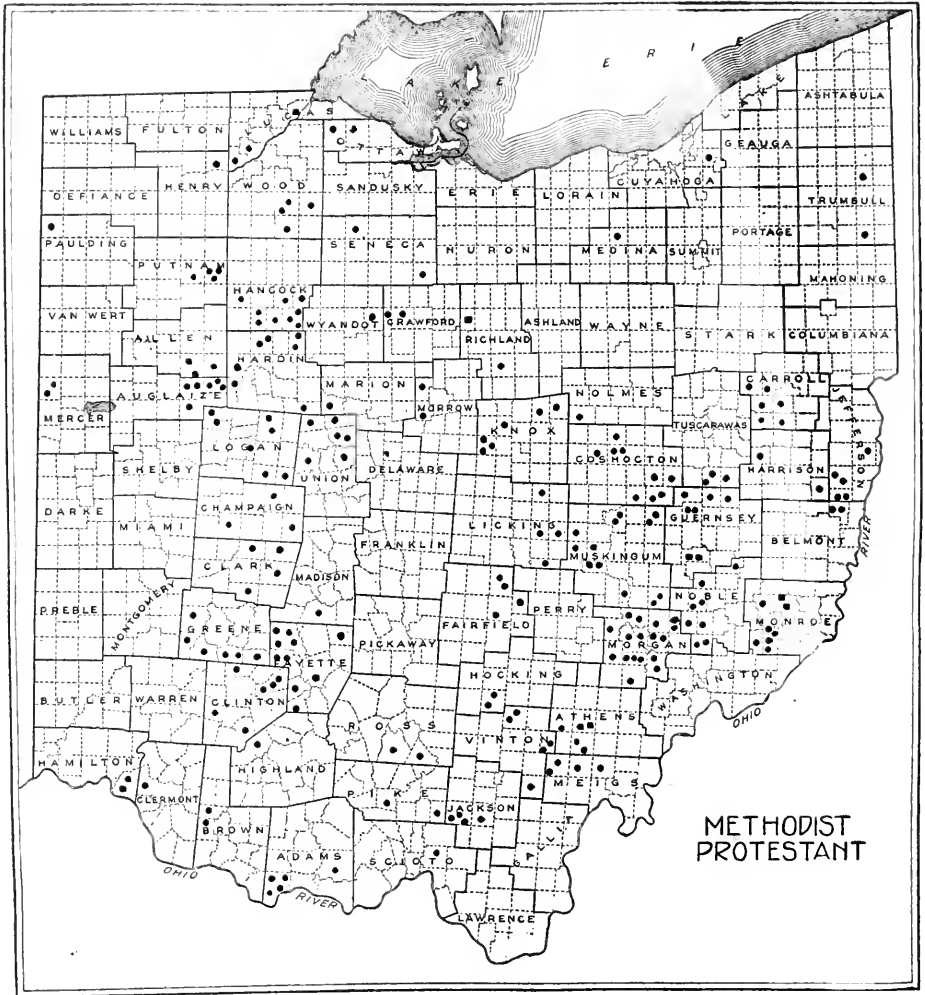 LAKE ERIE
LAKE
ASHTABULA
WILLIAMS
FULTON
LUCAS
OTTAWA
GEAUGA
CUYAHOGA
DEFIANCE
HENRY
WOOD
SANDUSKY
ERIE
LORAIN
TRUMBULL
PAULDING
SENECA
HURON
MEDINA
SUMMIT
PORTAGE
PUTNAM
MAHONING
HANCOCK
VAN WERT
WYANDOT
CRAWFORD
ASHLAND
WAYNE
RICHLAND
STARK
COLUMBIANA
ALLEN
HARDIN
MARION
CARROLL
AUGLAIZE
MERCER
MORROW
HOLMES
JEFFERSON
TUSCARAWAS
LOGAN
KNOX
SHELBY
UNION
DELAWARE
COSHOCTON
HARRISON
DARKE
CHAMPAIGN
MIAMI
LICKING
GUERNSEY
BELMONT
RIVER
FRANKLIN
MUSKINGUM
CLARK
MADISON
PREBLE
MONTGOMERY
NOBLE
PERRY
MONROE
GREENE
FAIRFIELD
PICKAWAY
MORGAN
FAYETTE
HOCKING
WASHINGTON
BUTLER
WARREN
CLINTON
ROSS
ATHENS
OHIO
VINTON
HAMILTON
HIGHLAND
MEIGS
CLERMONT
PIKE
JACKSON
BROWN
METHODIST
PROTESTANT
ADAMS
SCIOTO
GALLIA
OHIO
RIVER
LAWRENCE